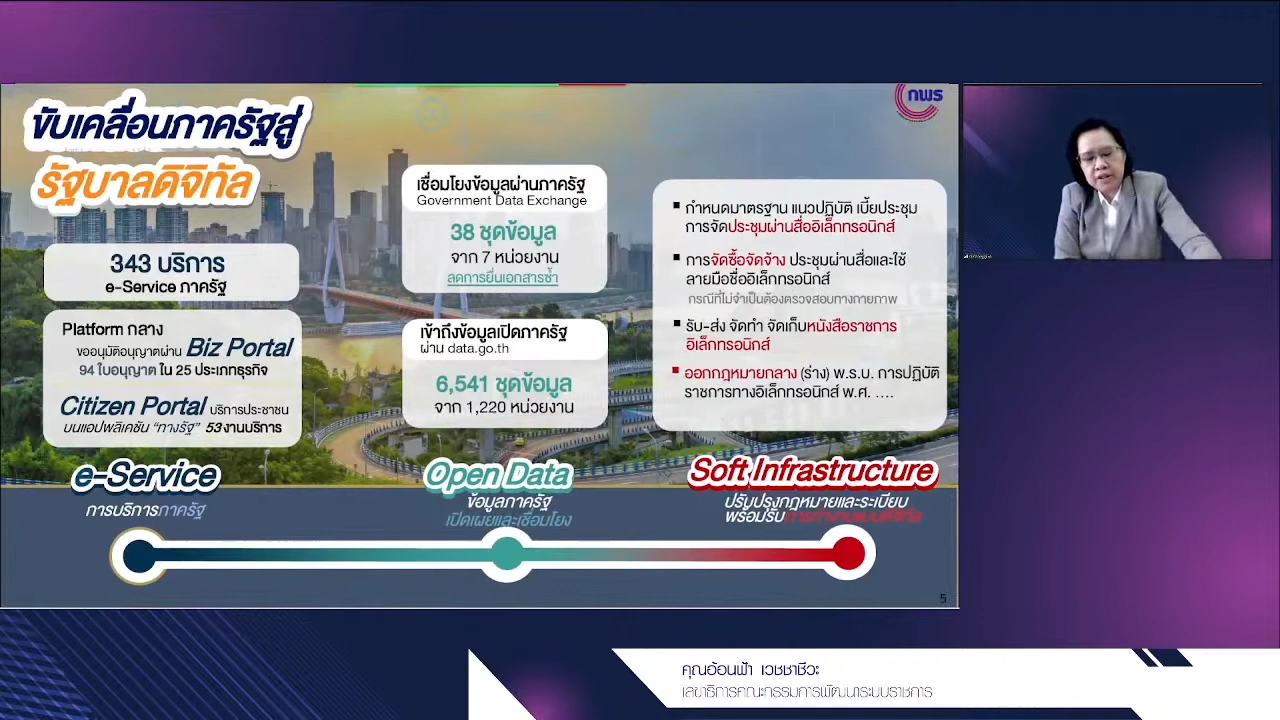 ขับเคลื่อนภาครัฐสู่
รัฐบาลดิจิทัล
กพร
343 บริการ
e-Service ภาครัฐ
Platform กลาง
ขออนุมัติอนุญาตผ่าน Biz Portal
94 ใบอนุญาต ใน 25 ประเภทธุรกิจ
Citizen Portal บริการประชาชน
บนแอปพลิเคชัน “ทางรัฐ” 53 งานบริการ
เชื่อมโยงข้อมูลผ่านภาครัฐ
Government Data Exchange
38 ชุดข้อมูล
จาก 7 หน่วยงาน
ลดการยื่นเอกสารซ้ำ
เข้าถึงข้อมูลเปิดภาครัฐ
ผ่าน data.go.th
6,541 ชุดข้อมูล
จาก 1,220 หน่วยงาน
▪ กำหนดมาตรฐาน แนวปฏิบัติ เบี้ยประชุม
การจัดประชุมผ่านสื่ออิเล็กทรอนิกส์
▪ การจัดซื้อจัดจ้าง ประชุมผ่านสื่อและใช้
ลายมือชื่ออิเล็กทรอนิกส์
กรณีที่ไม่จำเป็นต้องตรวจสอบทางกายภาพ
▪ รับ-ส่ง จัดทำ จัดเก็บหนังสือราชการ
อิเล็กทรอนิกส์
▪ ออกกฎหมายกลาง (ร่าง) พ.ร.บ. การปฏิบัติ
ราชการทางอิเล็กทรอนิกส์ พ.ศ. ....
e-Service
การบริการภาครัฐ
Open Data
ข้อมูลภาครัฐ
เปิดเผยและเชื่อมโยง
Soft Infrastructure
ปรับปรุงกฎหมายและระเบียบ
พร้อมรับการทำงานแบบดิจิทัล
5
คุณอ้อนฟ้า เวชชาชีวะ
เลขาธิการคณะกรรมการพัฒนาระบบราชการ